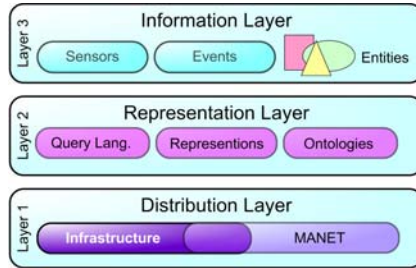 Layer 3
Information Layer
Sensors
Events
Entities
Layer 2
Representation Layer
Query Lang.
Represention​s
Ontologies
Layer 1
Distribution Layer
Infrastructure
MANET